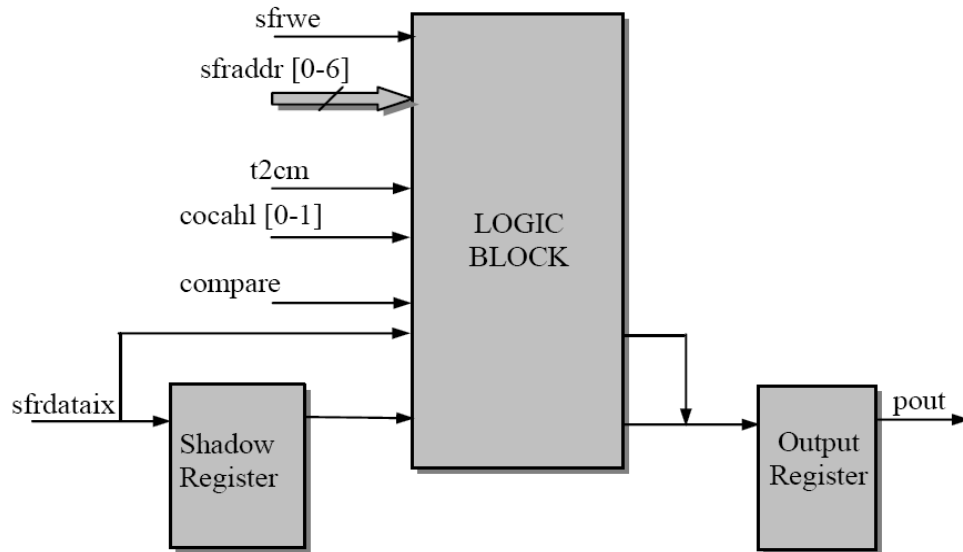 sfrwe
sfraddr [0-6]
t2cm
cocahl [0-1]
compare
LOGIC
BLOCK
sfrdataix
Shadow
Register
Output
Register
pout